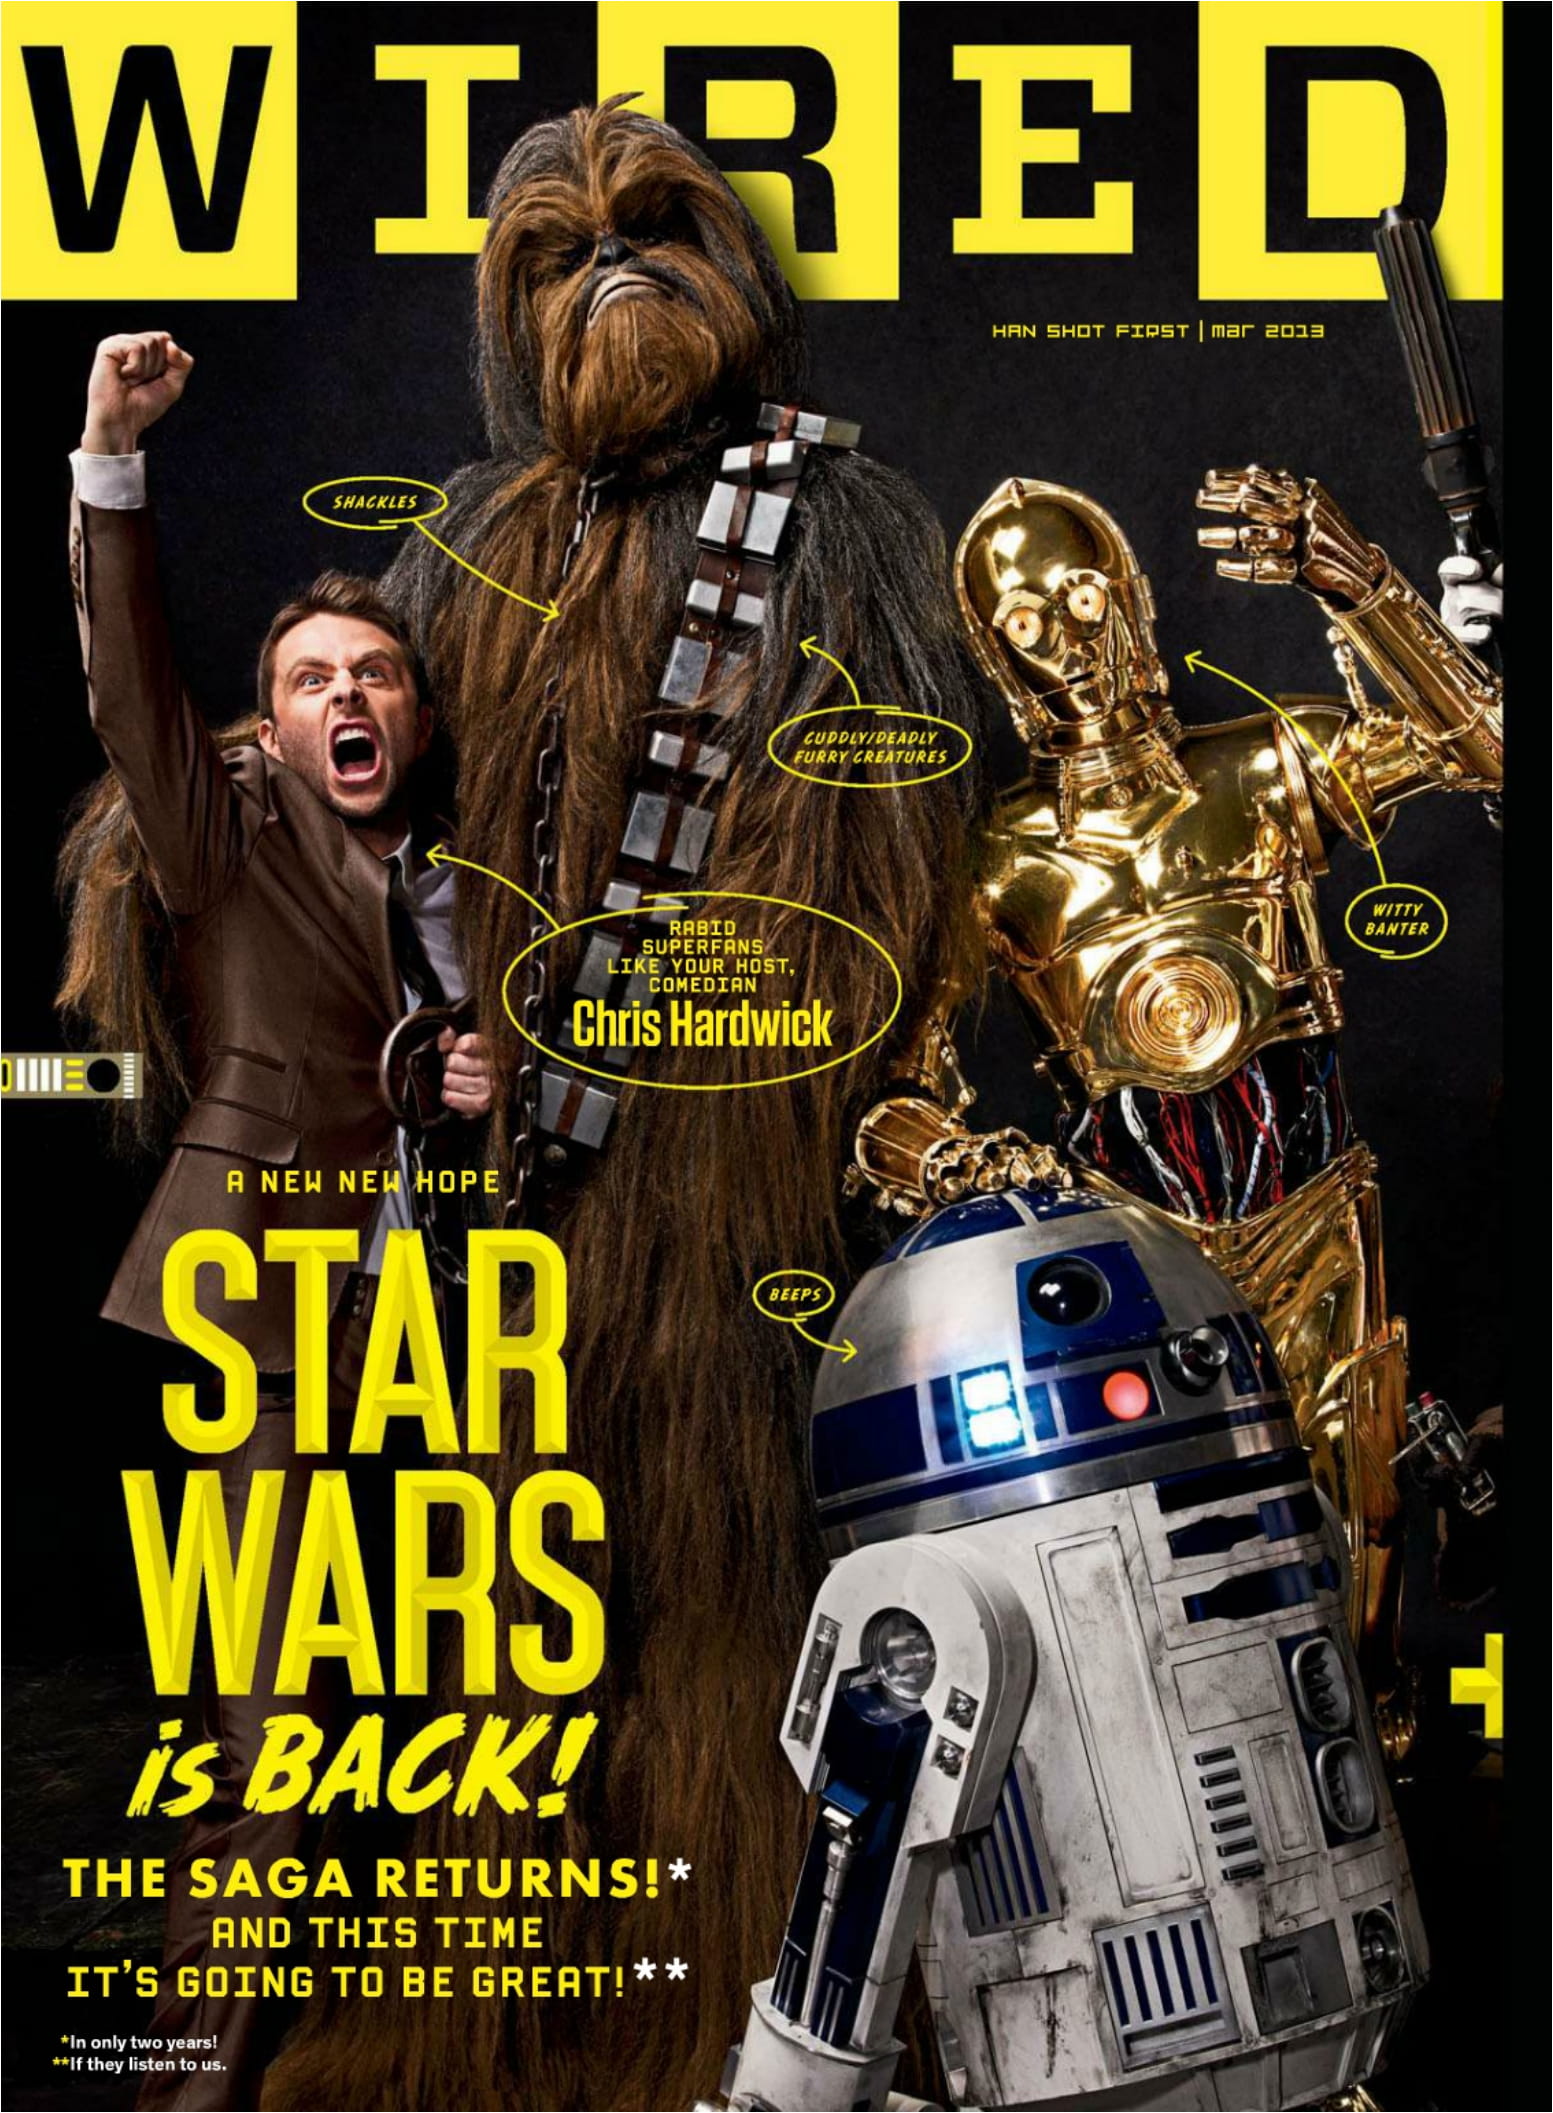 WIRED
HAN SHOT FIRST | mar 2013
SHACKLES
CUDDLY/DEADLY
FURRY CREATURES
WITTY
BANTER
RABID
SUPERFANS
LIKE YOUR HOST,
COMEDIAN
Chris Hardwick
A NEW NEW HOPE
BEEPS
STAR
WARS
is BACK!
THE SAGA RETURNS!*
AND THIS TIME
IT'S GOING TO BE GREAT!**
*In only two years!
**If they listen to us.